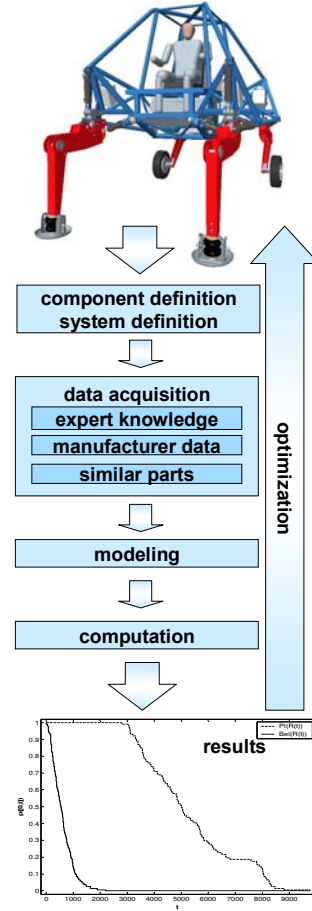 component definition
system definition
data acquisition
expert knowledge
manufacturer data
similar parts
modeling
computation
optimization
results
Pl(R(t))
Bel(R(t))
1
0.9
0.8
0.7
0.6
0.5
0.4
0.3
0.2
0.1
0
0
1000
2000
3000
4000
5000
6000
7000
8000
9000
t